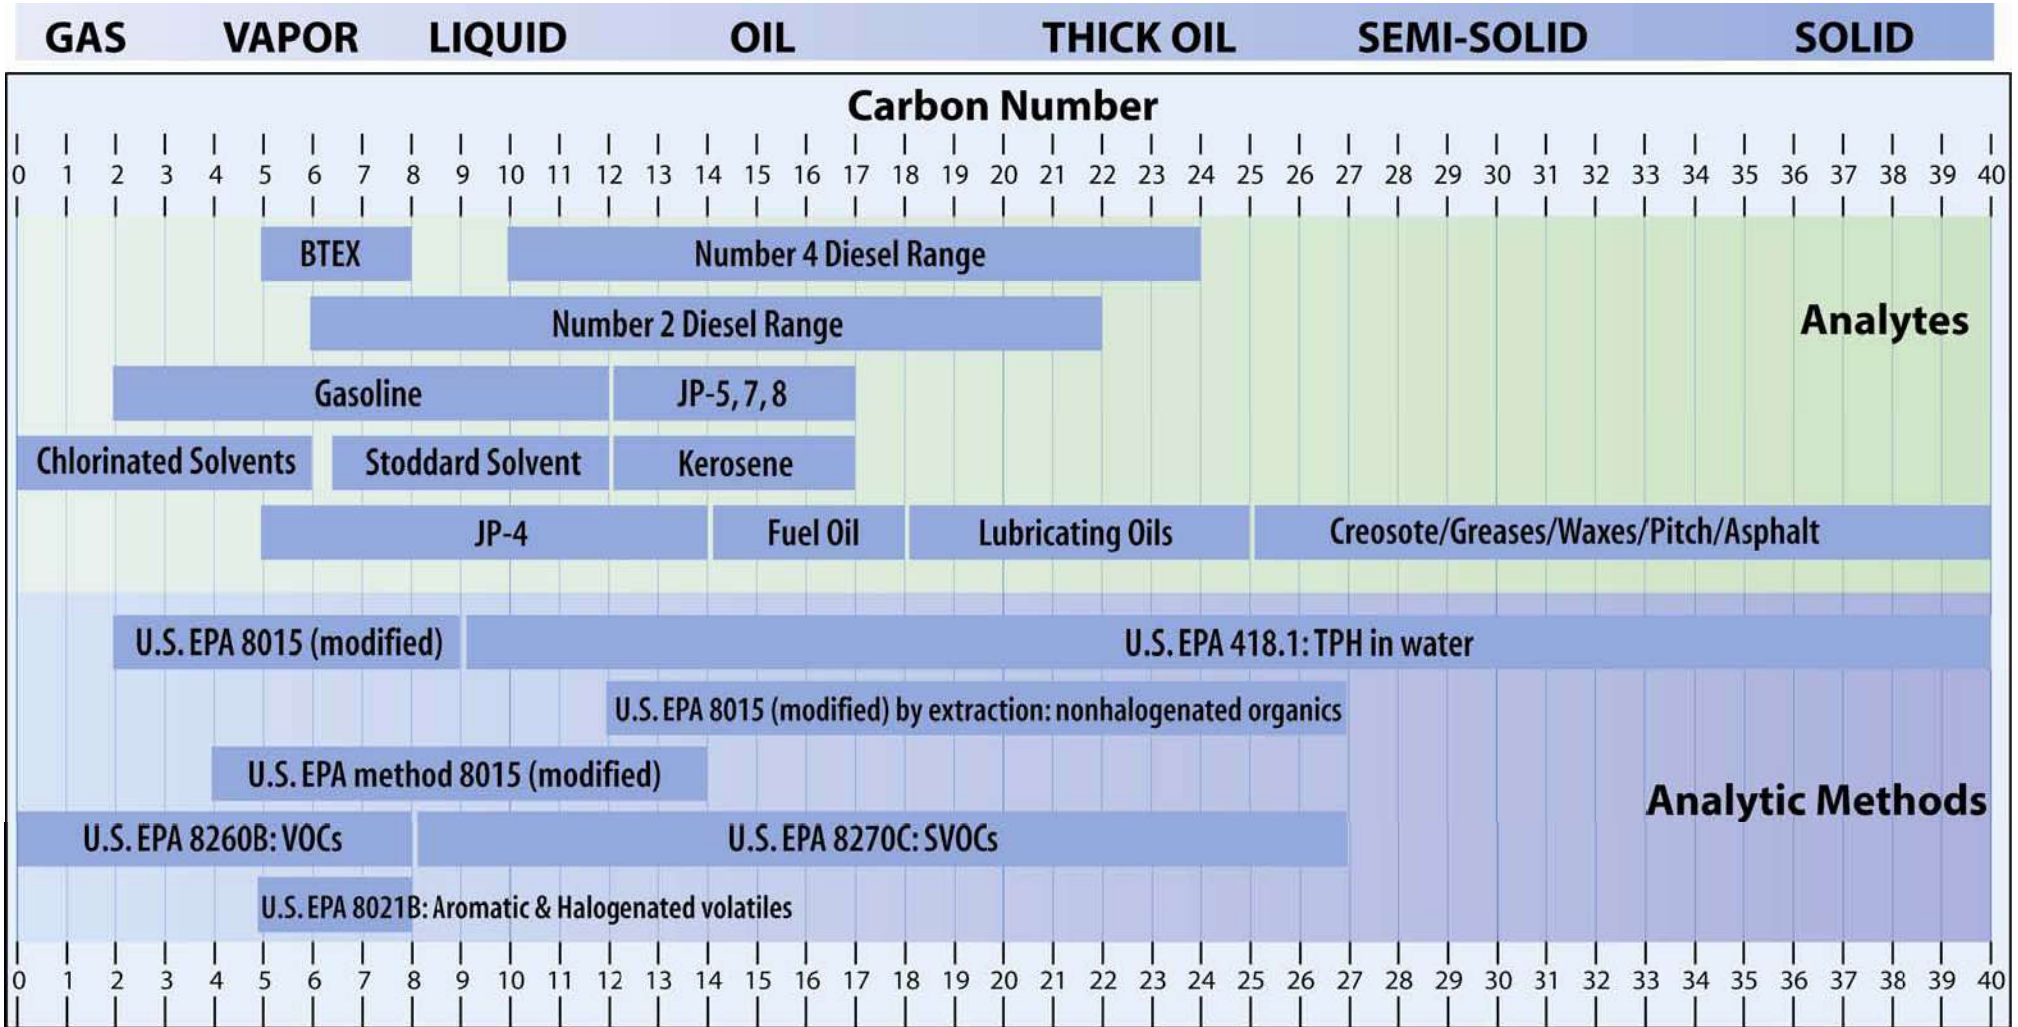 GAS VAPOR LIQUID OIL THICK OIL SEMI-SOLID SOLID
Carbon Number
0 1 2 3 4 5 6 7 8 9 10 11 12 13 14 15 16 17 18 19 20 21 22 23 24 25 26 27 28 29 30 31 32 33 34 35 36 37 38 39 40
BTEX Number 4 Diesel Range
Number 2 Diesel Range
Analytes
Gasoline JP-5, 7, 8
Chlorinated Solvents Stoddard Solvent Kerosene
JP-4 Fuel Oil Lubricating Oils Creosote/Greases/Waxes/Pitch/Asphalt
U.S. EPA 8015 (modified) U.S. EPA 418.1: TPH in water
U.S. EPA 8015 (modified) by extraction: nonhalogenated organics
U.S. EPA method 8015 (modified)
Analytic Methods
U.S. EPA 8260B: VOCs U.S. EPA 8270C: SVOCs
U.S. EPA 8021B: Aromatic & Halogenated volatiles
0 1 2 3 4 5 6 7 8 9 10 11 12 13 14 15 16 17 18 19 20 21 22 23 24 25 26 27 28 29 30 31 32 33 34 35 36 37 38 39 40